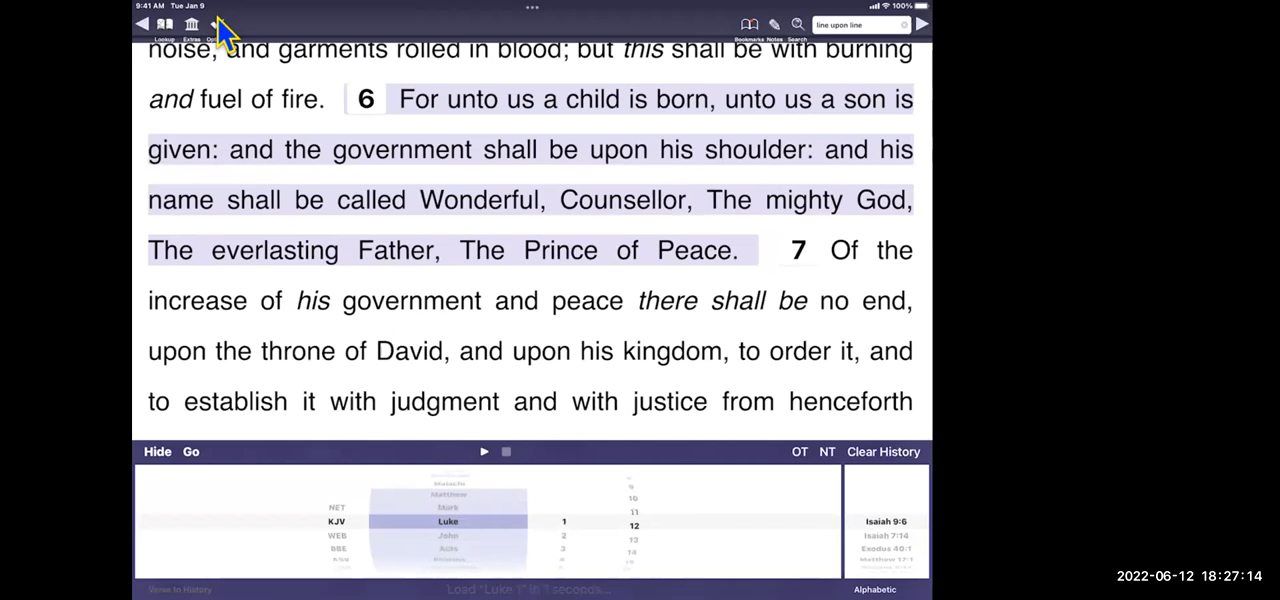 9:41 AM Tue Jan 9
100%
line upon line
Lookup Extras
Bookmarks Notes Search
noise, and garments rolled in blood; but this shall be with burning
and fuel of fire. 6 For unto us a child is born, unto us a son is
given: and the government shall be upon his shoulder: and his
name shall be called Wonderful, Counsellor, The mighty God,
The everlasting Father, The Prince of Peace. 7 Of the
increase of his government and peace there shall be no end,
upon the throne of David, and upon his kingdom, to order it, and
to establish it with judgment and with justice from henceforth
Hide Go OT NT Clear History
Malachi
Matthew
NET Mark
KJV Luke 1 12 Isaiah 9:6
WEB John 2 13 Isaiah 7:14
BBE Acts 3 14 Exodus 40:1
Matthew 17:1
9
10
11
Verse to History
Alphabetic
2022-06-12 18:27:14